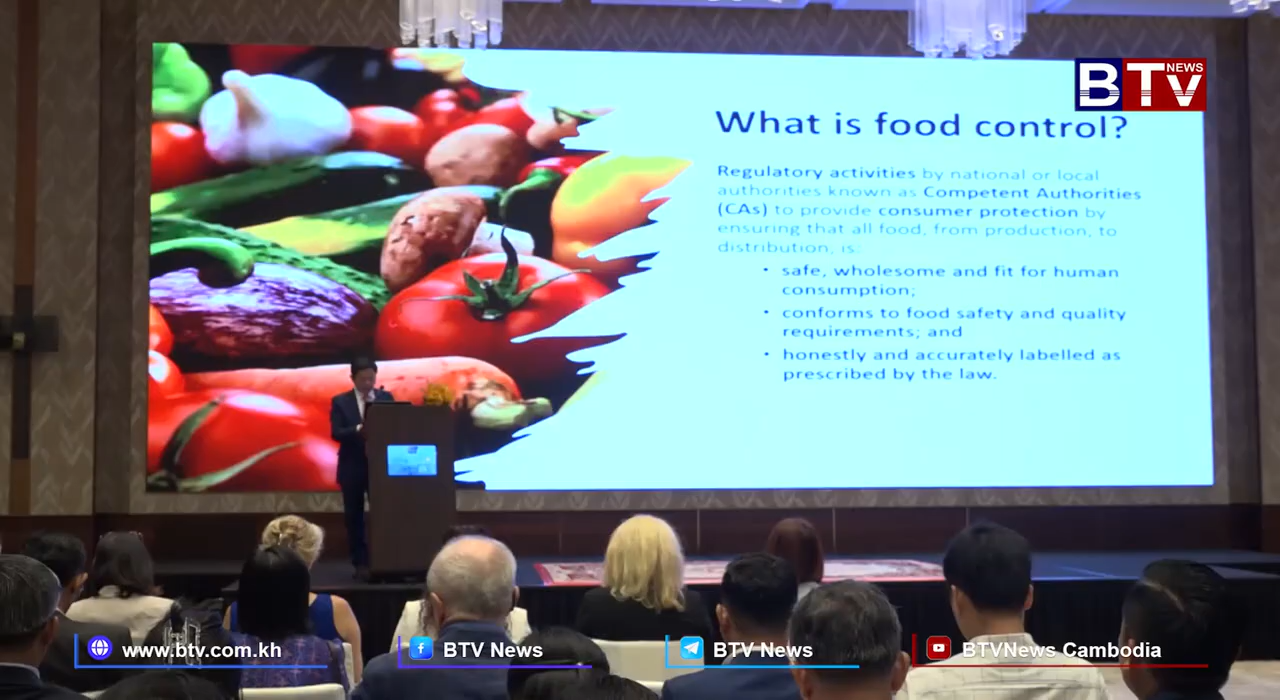 BTV NEWS
What is food control?
Regulatory activities by national or local
authorities known as Competent Authorities
(CAs) to provide consumer protection by
ensuring that all food, from production, to
distribution, is:
• safe, wholesome and fit for human
consumption;
• conforms to food safety and quality
requirements; and
• honestly and accurately labelled as
prescribed by the law.
www.btv.com.kh
BTV News
BTV News
BTVNews Cambodia